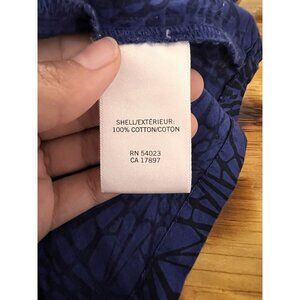 SHELL/EXTÉRIEUR:
100% COTTON/COTON
RN 54023
CA 17897